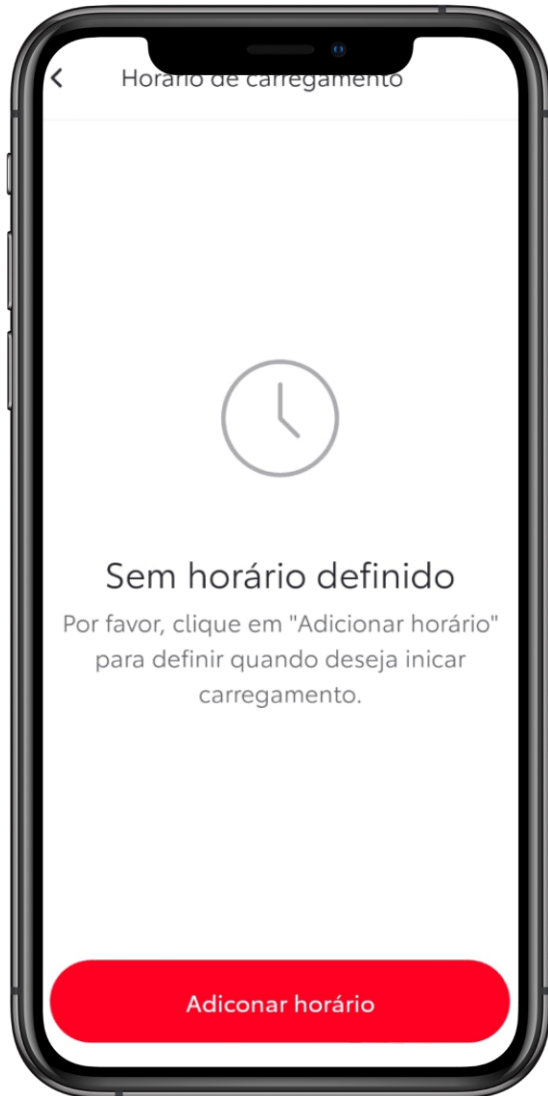 Horário de carregamento
Sem horário definido
Por favor, clique em "Adicionar horário"
para definir quando deseja inicar
carregamento.
Adiconar horário